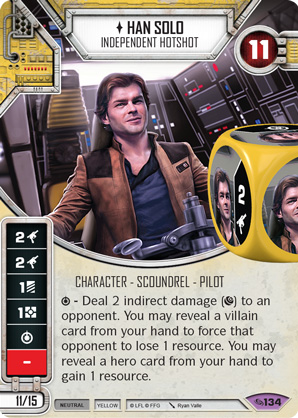 HAN SOLO
INDEPENDENT HOTSHOT
11
2
2
1
1
CHARACTER - SCOUNDREL - PILOT
- Deal 2 indirect damage ( ) to an
opponent. You may reveal a villain
card from your hand to force that
opponent to lose 1 resource. You may
reveal a hero card from your hand to
gain 1 resource.
2
–
11/15
NEUTRAL
YELLOW
© LFL © FFG
Ryan Valle
134